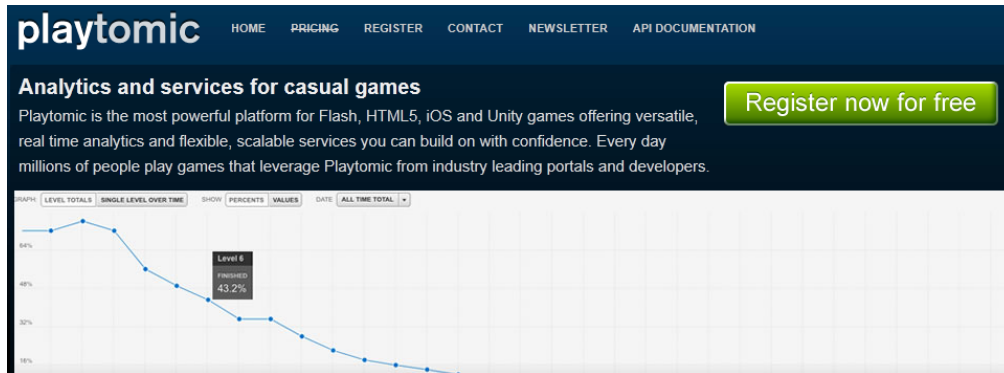 playtomic HOME PRICING REGISTER CONTACT NEWSLETTER API DOCUMENTATION
Analytics and services for casual games
Playtomic is the most powerful platform for Flash, HTML5, iOS and Unity games offering versatile,
real time analytics and flexible, scalable services you can build on with confidence. Every day
millions of people play games that leverage Playtomic from industry leading portals and developers.
Register now for free
GRAPH: LEVEL TOTALS SINGLE LEVEL OVER TIME SHOW PERCENTS VALUES DATE ALL TIME TOTAL
64%
Level 6
FINISHED
43.2%
48%
32%
16%